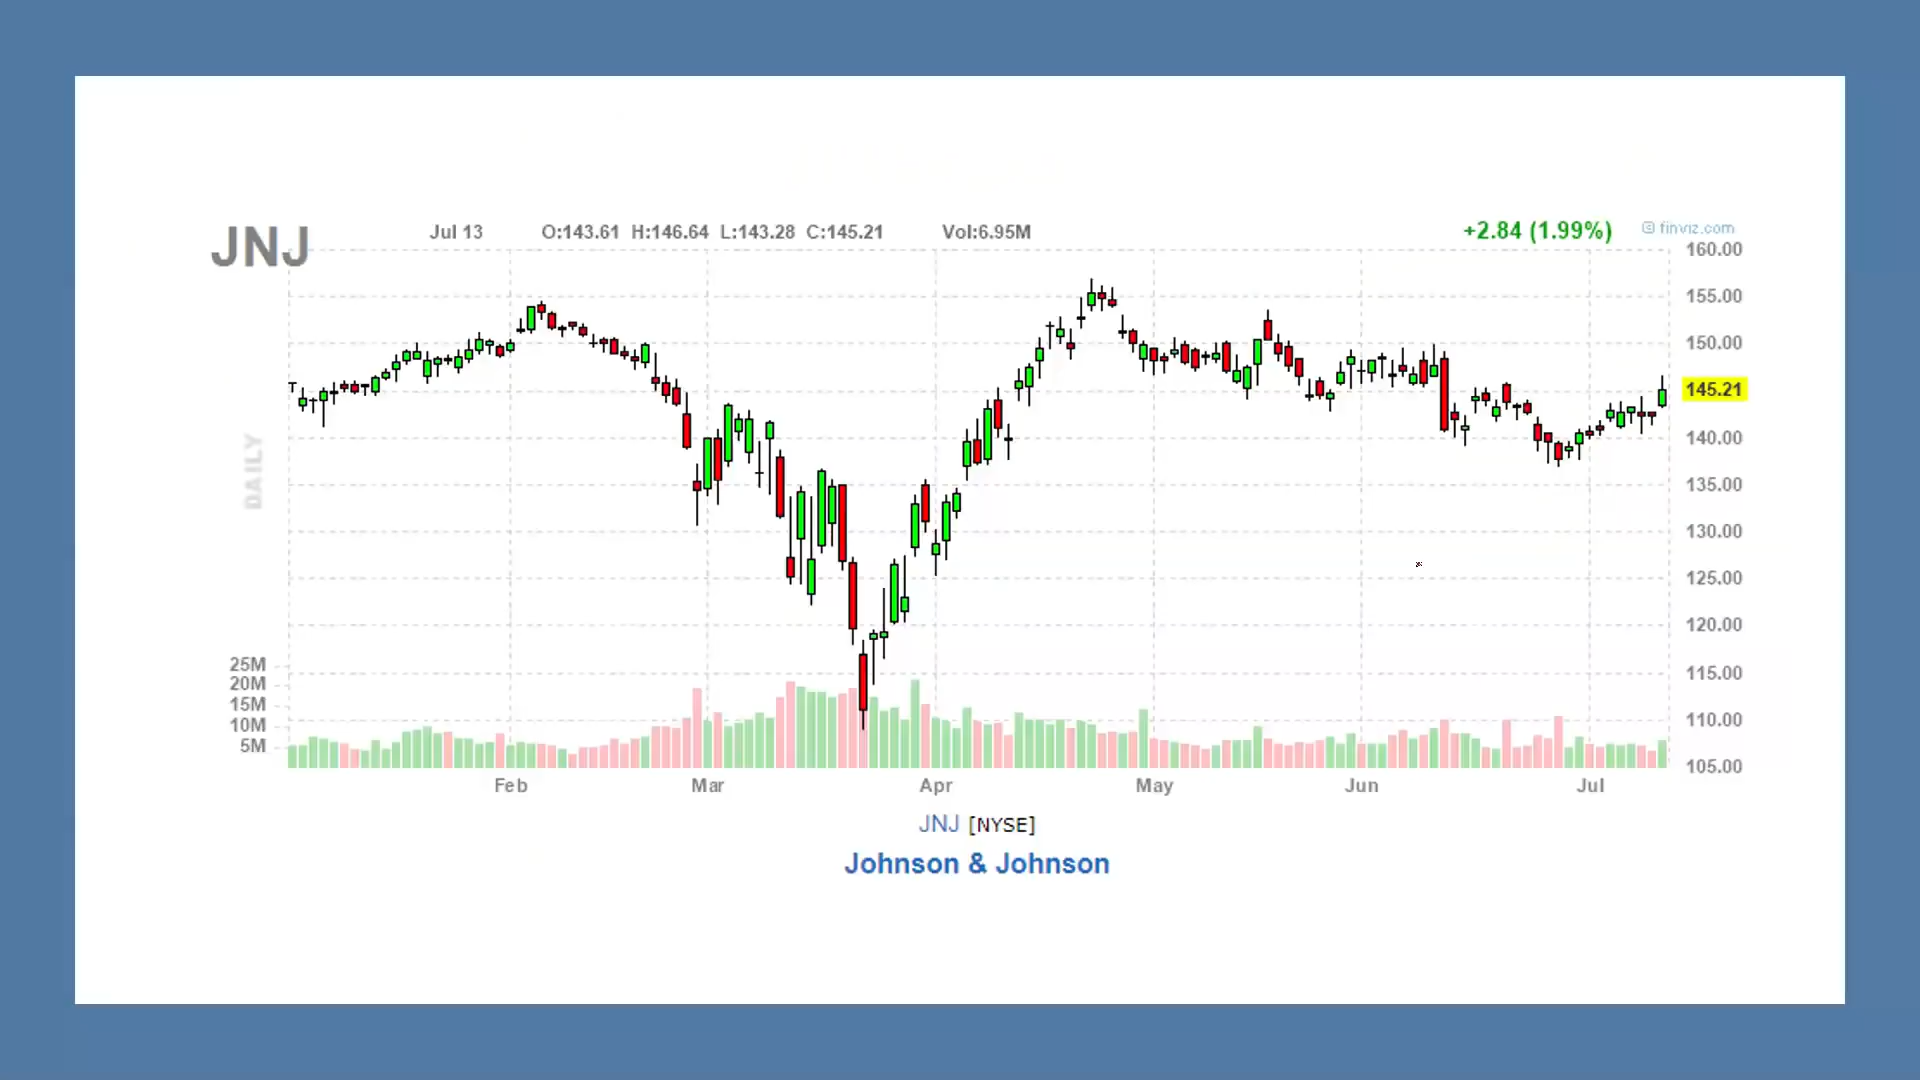 JNJ
Jul 13 O:143.61 H:146.64 L:143.28 C:145.21 Vol:6.95M +2.84 (1.99%) © finviz.com
160.00
155.00
150.00
145.21
140.00
DAILY
135.00
130.00
125.00
120.00
115.00
110.00
105.00
25M
20M
15M
10M
5M
Feb Mar Apr May Jun Jul
JNJ [NYSE]
Johnson & Johnson